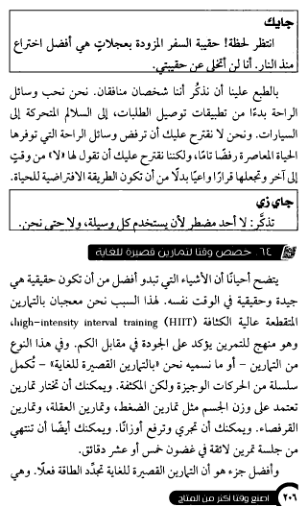 جايك
انتظر لحظة! حقيبة السفر المزودة بعجلاتٍ هي أفضل اختراع
منذ النار. أنا لن أتخلى عن حقيبتي.
بالطبع علينا أن نذكُر أننا شخصان منافقان. نحن نحب وسائل
الراحة بدءًا من تطبيقات توصيل الطلبات، إلى السلالم المتحركة إلى
السيارات. ونحن لا نقترح عليك أن ترفض وسائل الراحة التي توفرها
الحياة المعاصرة رفضًا تامًا، ولكننا نقترح عليك أن تقول لها «لا» من وقتٍ
إلى آخر وتجعلها قرارًا واعيًا بدلًا من أن تكون الطريقة الافتراضية للحياة.
جاي زي
تذكَّر: لا أحد مضطر لأن يستخدم كل وسيلة، ولا حتى نحن.
٦٤. خصص وقتًا لتمارين قصيرة للغاية
يتضح أحيانًا أن الأشياء التي تبدو أفضل من أن تكون حقيقية هي
جيدة وحقيقية في الوقت نفسه. لهذا السبب نحن معجبان بالتمارين
المتقطعة عالية الكثافة high-intensity interval training (HIIT)،
وهو منهج للتمرين يؤكد على الجودة في مقابل الكم. وفي هذا النوع
من التمارين – أو ما نسميه نحن «بالتمارين القصيرة للغاية» – تُكمل
سلسلة من الحركات الوجيزة ولكن المكثفة. ويمكنك أن تختار تمارين
تعتمد على وزن الجسم مثل تمارين الضغط، وتمارين العقلة، وتمارين
القرفصاء. ويمكنك أن تجري وترفع أوزانًا. ويمكنك أيضًا أن تنتهي
من جلسة تمرين لائقة في غضون خمس أو عشر دقائق.
وأفضل جزء هو أن التمارين القصيرة للغاية تجدِّد الطاقة فعلًا. وهي
٢٠٦ اصنع وقتا أكثر من المتاح